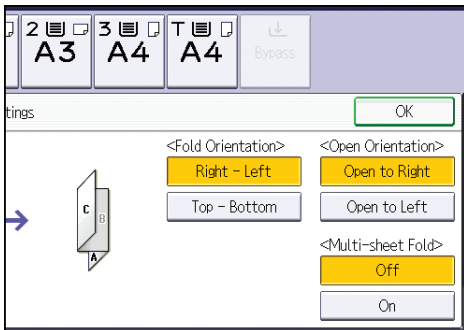 2 3 T
A3 A4 A4 Bypass
tings OK
<Fold Orientation> <Open Orientation>
Right - Left Open to Right
Top - Bottom Open to Left
C B
A
<Multi-sheet Fold>
Off
On